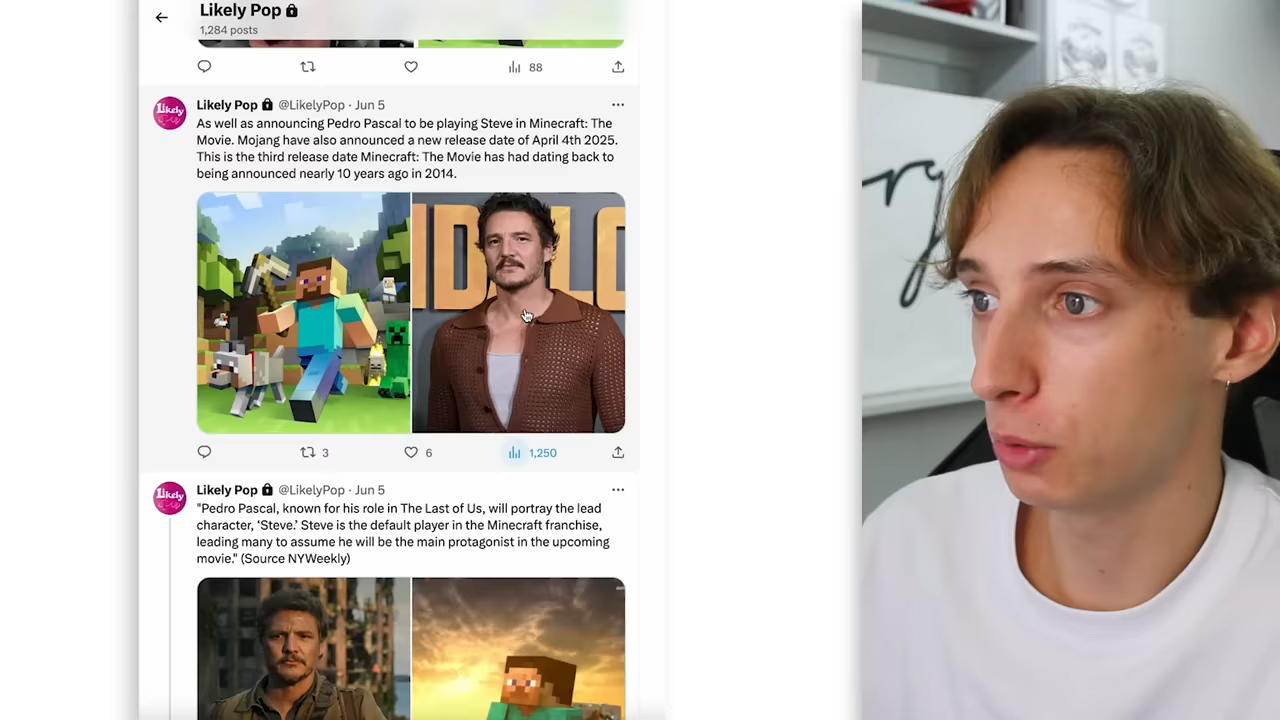 Likely Pop
1,284 posts
88
Likely Pop @LikelyPop · Jun 5
As well as announcing Pedro Pascal to be playing Steve in Minecraft: The
Movie. Mojang have also announced a new release date of April 4th 2025.
This is the third release date Minecraft: The Movie has had dating back to
being announced nearly 10 years ago in 2014.
Likely
3
6
1,250
Likely Pop @LikelyPop · Jun 5
"Pedro Pascal, known for his role in The Last of Us, will portray the lead
character, ‘Steve.’ Steve is the default player in the Minecraft franchise,
leading many to assume he will be the main protagonist in the upcoming
movie." (Source NYWeekly)
Likely